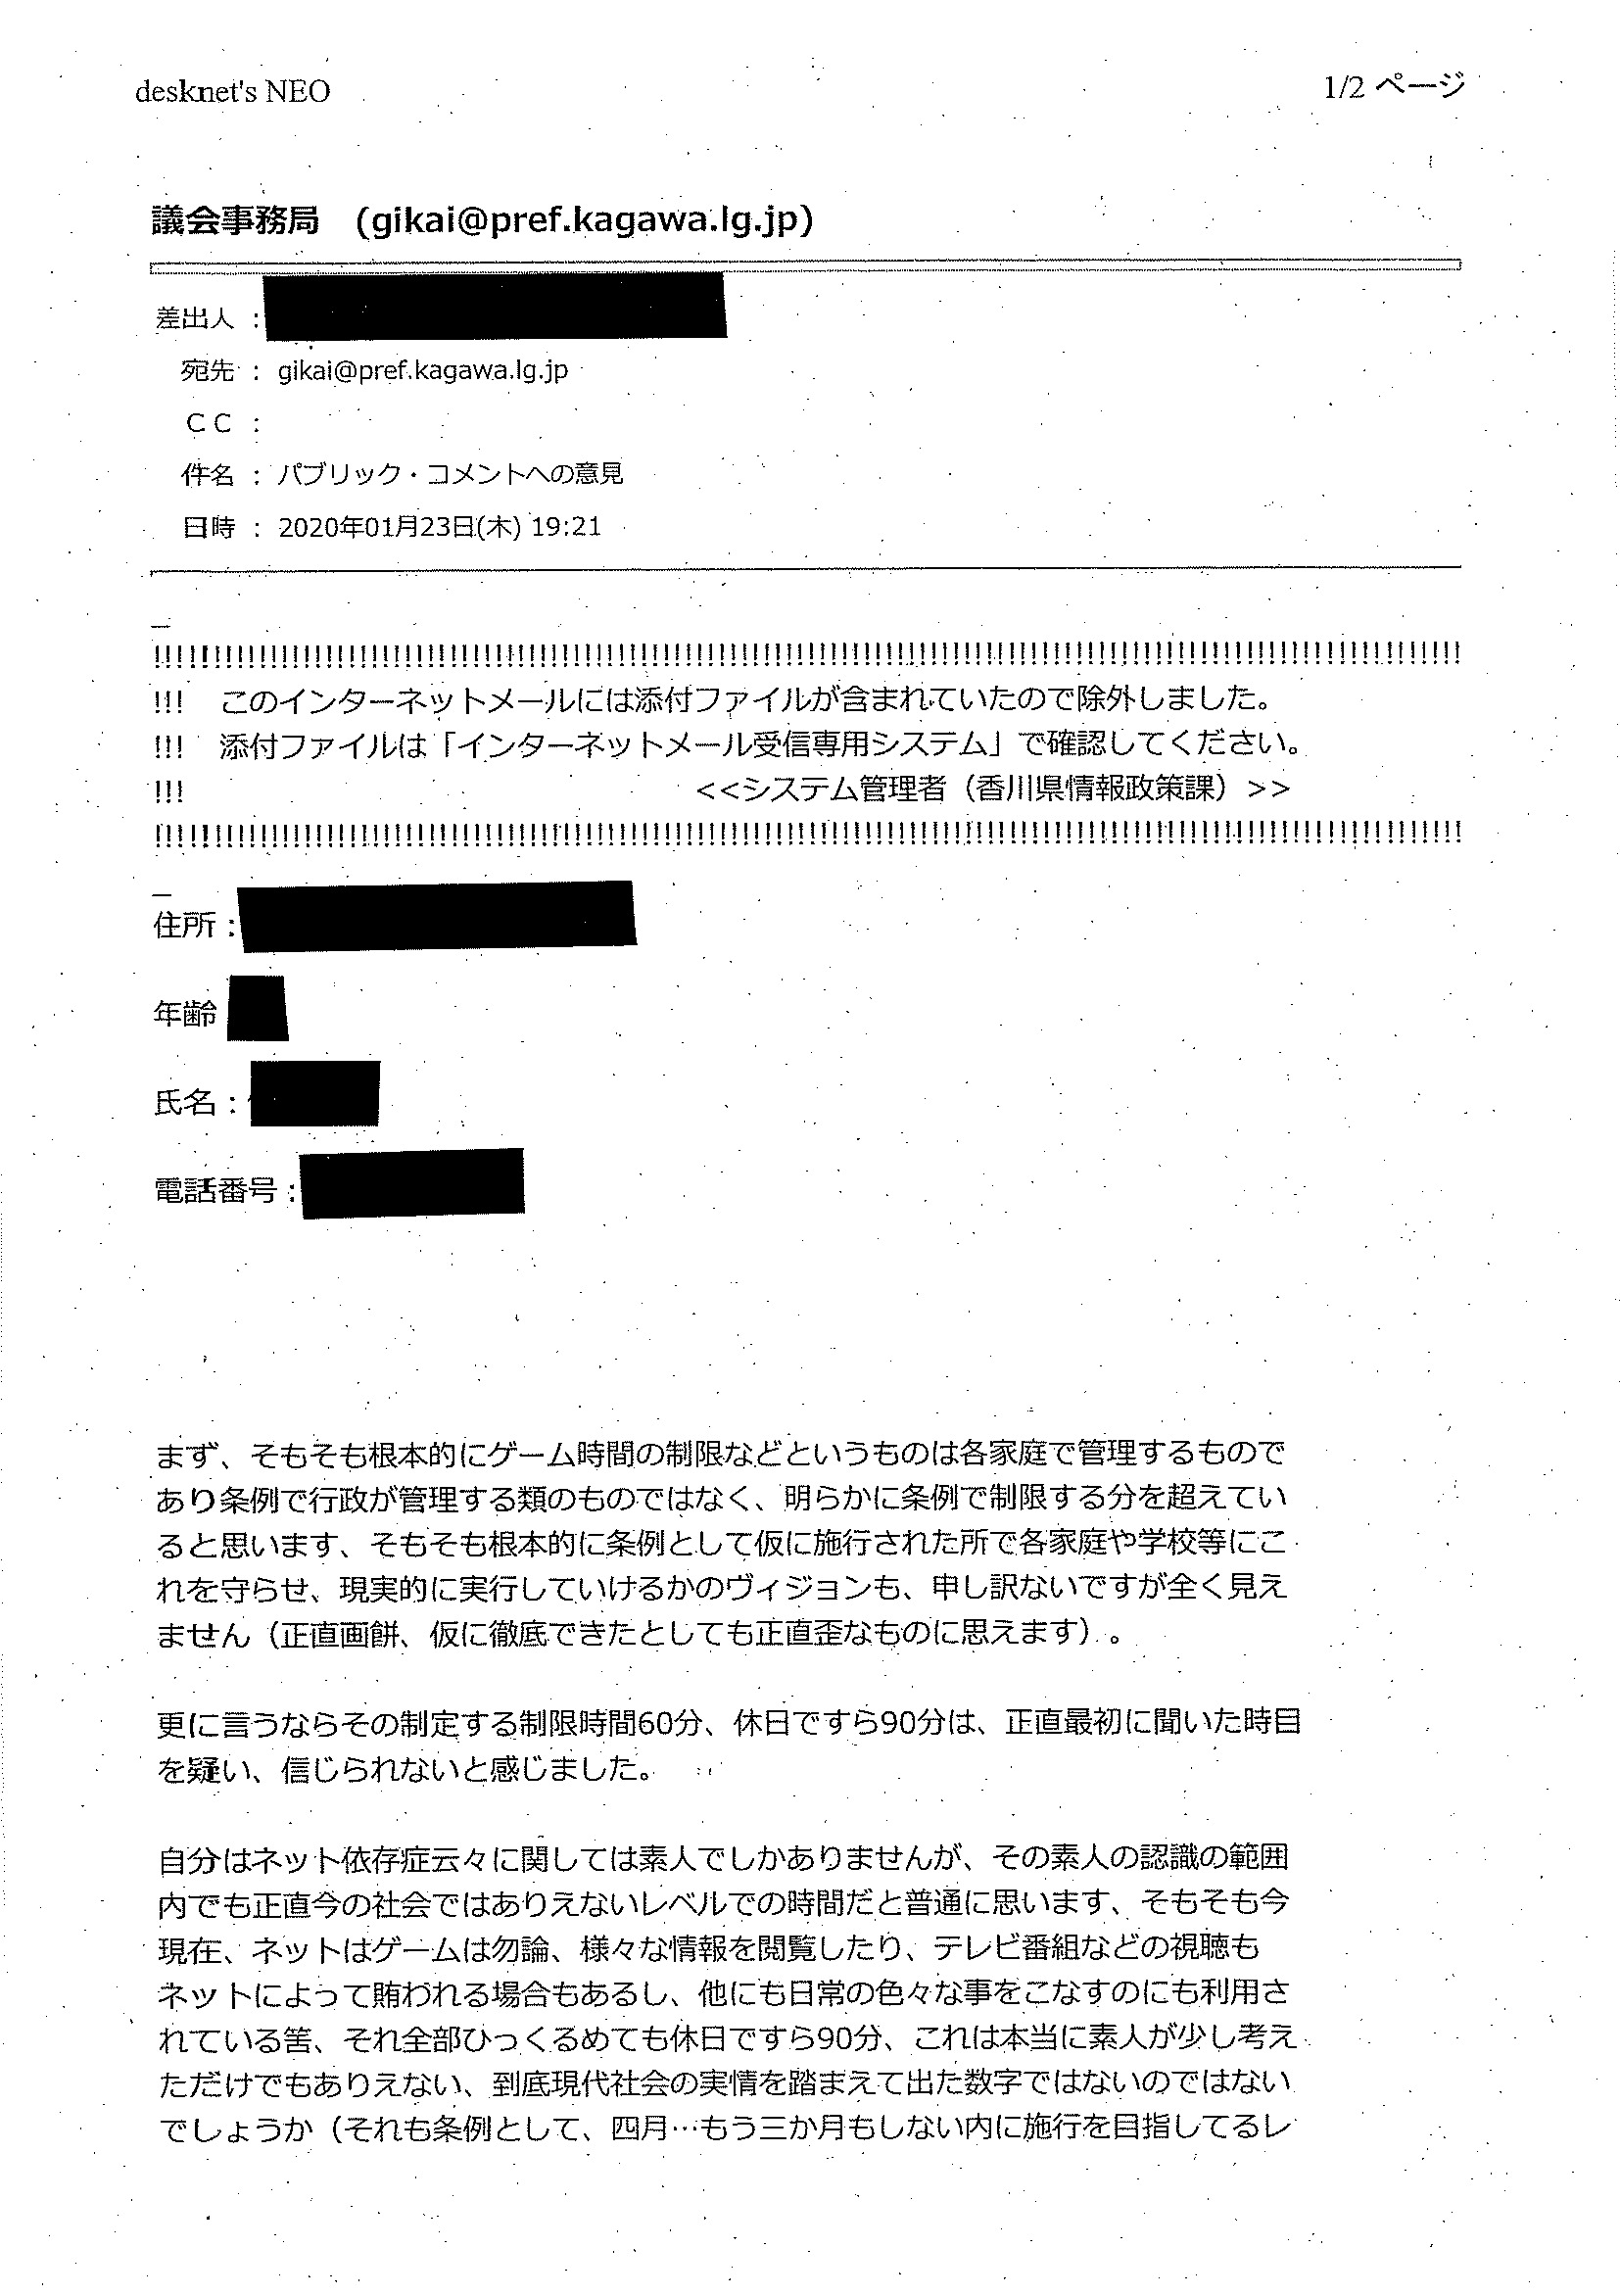 desknet's NEO
1/2 ページ
議会事務局　(gikai@pref.kagawa.lg.jp)
差出人 :
宛先 : gikai@pref.kagawa.lg.jp
CC :
件名 : パブリック・コメントへの意見
日時 : 2020年01月23日(木) 19:21
!!!!!!!!!!!!!!!!!!!!!!!!!!!!!!!!!!!!!!!!!!!!!!!!!!!!!!!!!!!!!!!!!!!!!!!!!!!!!!!!!!!!!!!!!!!!!!!!!!!!!!!!!!!!
!!!　このインターネットメールには添付ファイルが含まれていたので除外しました。
!!!　添付ファイルは「インターネットメール受信専用システム」で確認してください。
!!!　<<システム管理者（香川県情報政策課）>>
!!!!!!!!!!!!!!!!!!!!!!!!!!!!!!!!!!!!!!!!!!!!!!!!!!!!!!!!!!!!!!!!!!!!!!!!!!!!!!!!!!!!!!!!!!!!!!!!!!!!!!!!!!!!
住所 :
年齢
氏名 :
電話番号 :
まず、そもそも根本的にゲーム時間の制限などというものは各家庭で管理するもので
あり条例で行政が管理する類のものではなく、明らかに条例で制限する分を超えてい
ると思います、そもそも根本的に条例として仮に施行された所で各家庭や学校等にこ
れを守らせ、現実的に実行していけるかのヴィジョンも、申し訳ないですが全く見え
ません（正直画餅、仮に徹底できたとしても正直歪なものに思えます）。
更に言うならその制定する制限時間60分、休日ですら90分は、正直最初に聞いた時目
を疑い、信じられないと感じました。
自分はネット依存症云々に関しては素人でしかありませんが、その素人の認識の範囲
内でも正直今の社会ではありえないレベルでの時間だと普通に思います、そもそも今
現在、ネットはゲームは勿論、様々な情報を閲覧したり、テレビ番組などの視聴も
ネットによって賄われる場合もあるし、他にも日常の色々な事をこなすのにも利用さ
れている筈、それ全部ひっくるめても休日ですら90分、これは本当に素人が少し考え
ただけでもありえない、到底現代社会の実情を踏まえて出た数字ではないのではない
でしょうか（それも条例として、四月…もう三か月もしない内に施行を目指してるレ